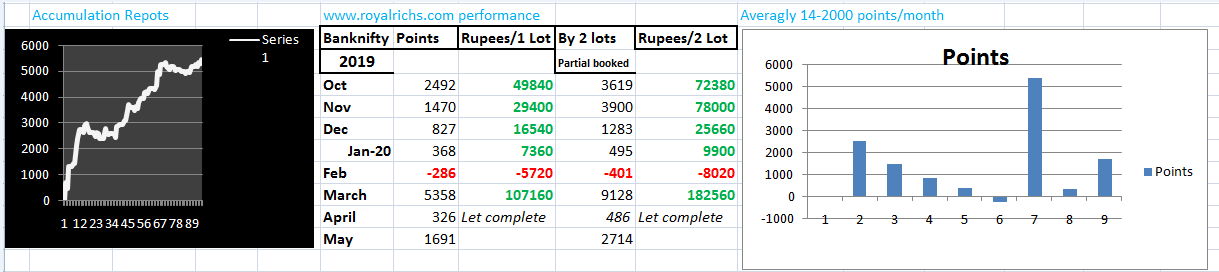 Accumulation Repots
www.royalrichs.com performance
Averagly 14-2000 points/month
6000
5000
4000
3000
2000
1000
0
1 12 23 34 45 56 67 78 89
Series
1
Banknifty Points Rupees/1 Lot By 2 lots Rupees/2 Lot
2019 Partial booked
Oct 2492 49840 3619 72380
Nov 1470 29400 3900 78000
Dec 827 16540 1283 25660
Jan-20 368 7360 495 9900
Feb -286 -5720 -401 -8020
March 5358 107160 9128 182560
April 326 Let complete 486 Let complete
May 1691 2714
Points
6000
5000
4000
3000
2000
1000
0
-1000
1 2 3 4 5 6 7 8 9
Points